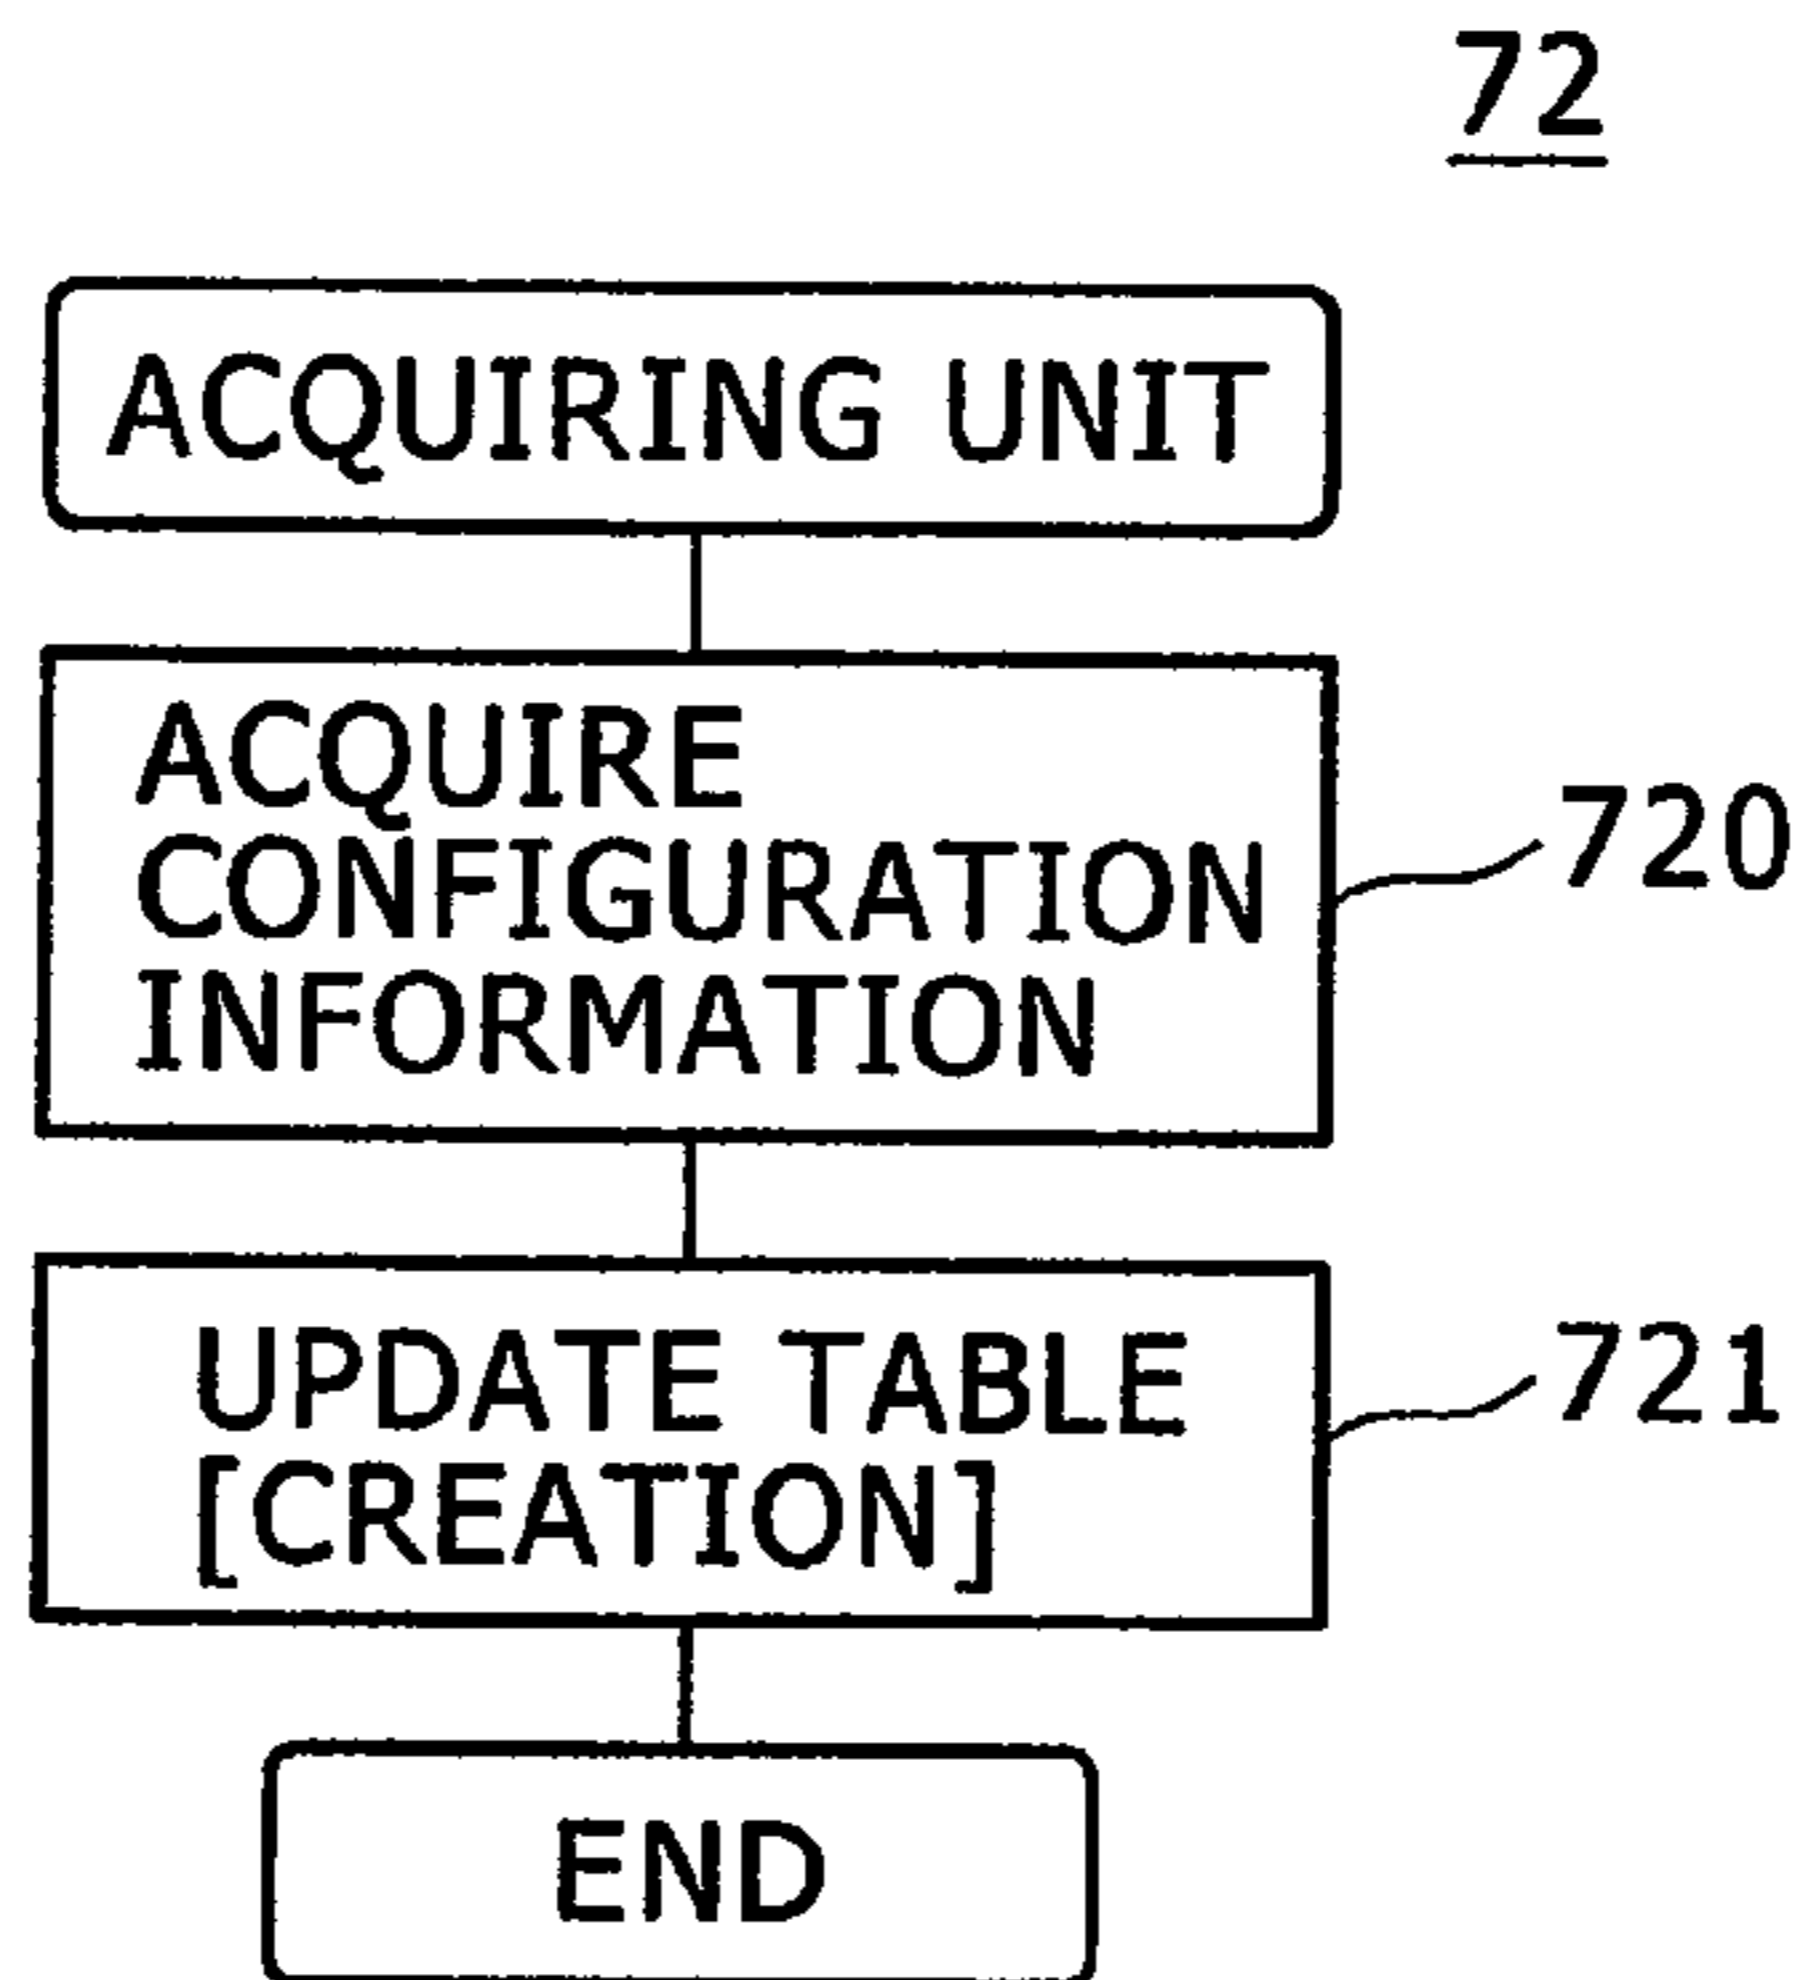 72
ACQUIRING UNIT
ACQUIRE
CONFIGURATION
INFORMATION
720
UPDATE TABLE
[CREATION]
721
END